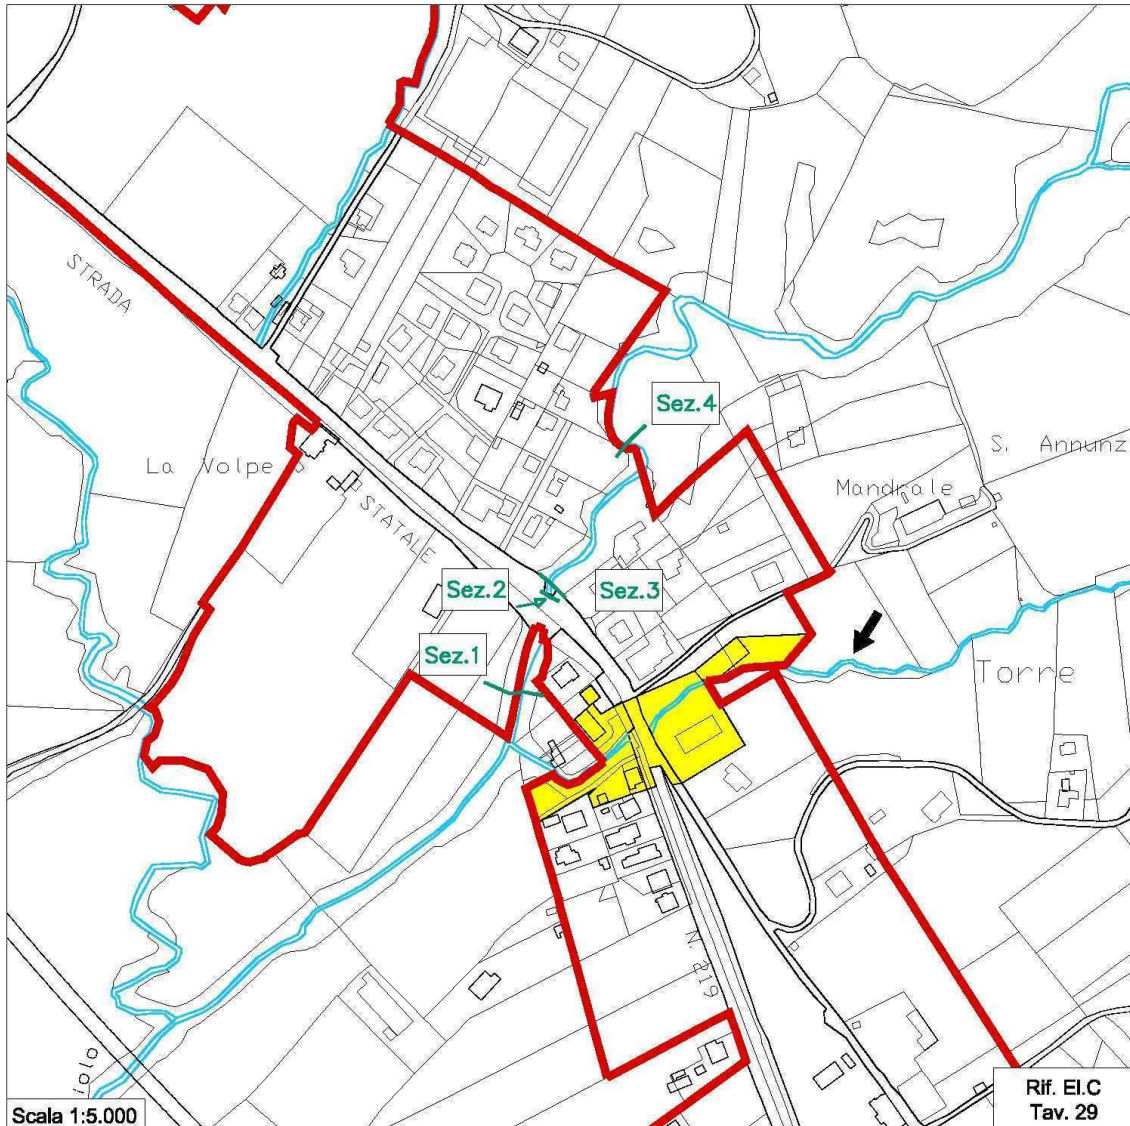 STRADA
Sez.4
La Volpe
S. Annunz
Mandrale
STATALE
Sez.2
Sez.3
Sez.1
Torre
N. 219
iolo
Scala 1:5.000
Rif. El.C
Tav. 29